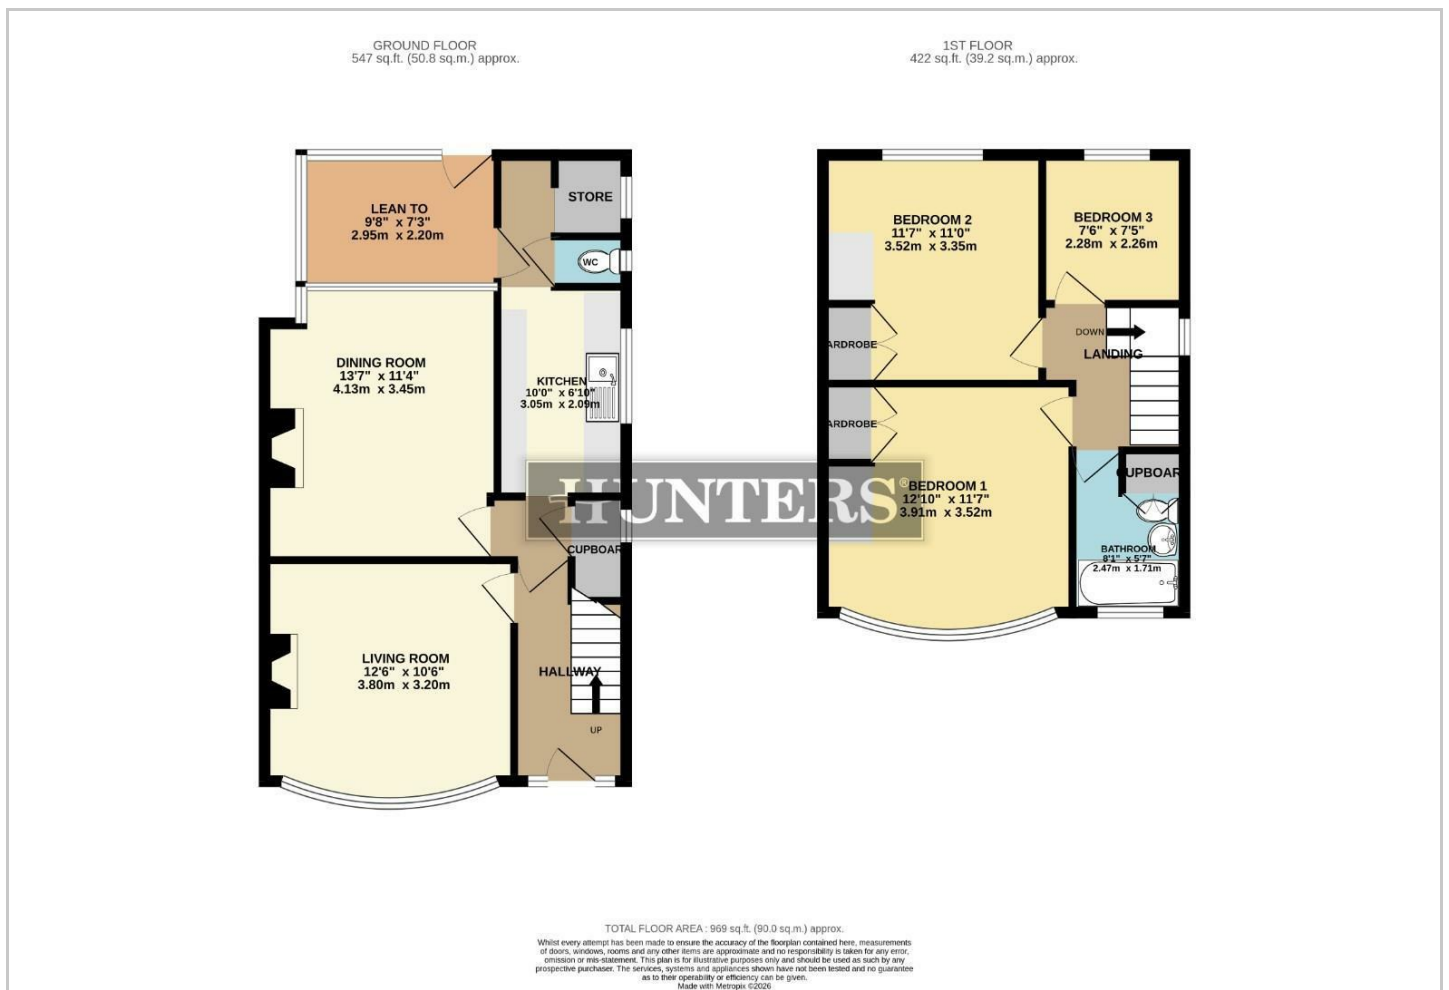 GROUND FLOOR
547 sq.ft. (50.8 sq.m.) approx.
1ST FLOOR
422 sq.ft. (39.2 sq.m.) approx.
LEAN TO
9'8" x 7'3"
2.95m x 2.20m
STORE
WC
DINING ROOM
13'7" x 11'4"
4.13m x 3.45m
KITCHEN
10'0" x 6'10"
3.05m x 2.09m
CUPBOAR
LIVING ROOM
12'6" x 10'6"
3.80m x 3.20m
HALLWAY
UP
BEDROOM 2
11'7" x 11'0"
3.52m x 3.35m
BEDROOM 3
7'6" x 7'5"
2.28m x 2.26m
DOWN
LANDING
ARDROBE
ARDROBE
BEDROOM 1
12'10" x 11'7"
3.91m x 3.52m
CUPBOAR
BATHROOM
8'1" x 5'7"
2.47m x 1.71m
HUNTERS®
TOTAL FLOOR AREA : 969 sq.ft. (90.0 sq.m.) approx.
Whilst every attempt has been made to ensure the accuracy of the floorplan contained here, measurements
of doors, windows, rooms and any other items are approximate and no responsibility is taken for any error,
omission or mis-statement. This plan is for illustrative purposes only and should be used as such by any
prospective purchaser. The services, systems and appliances shown have not been tested and no guarantee
as to their operability or efficiency can be given.
Made with Metropix ©2026